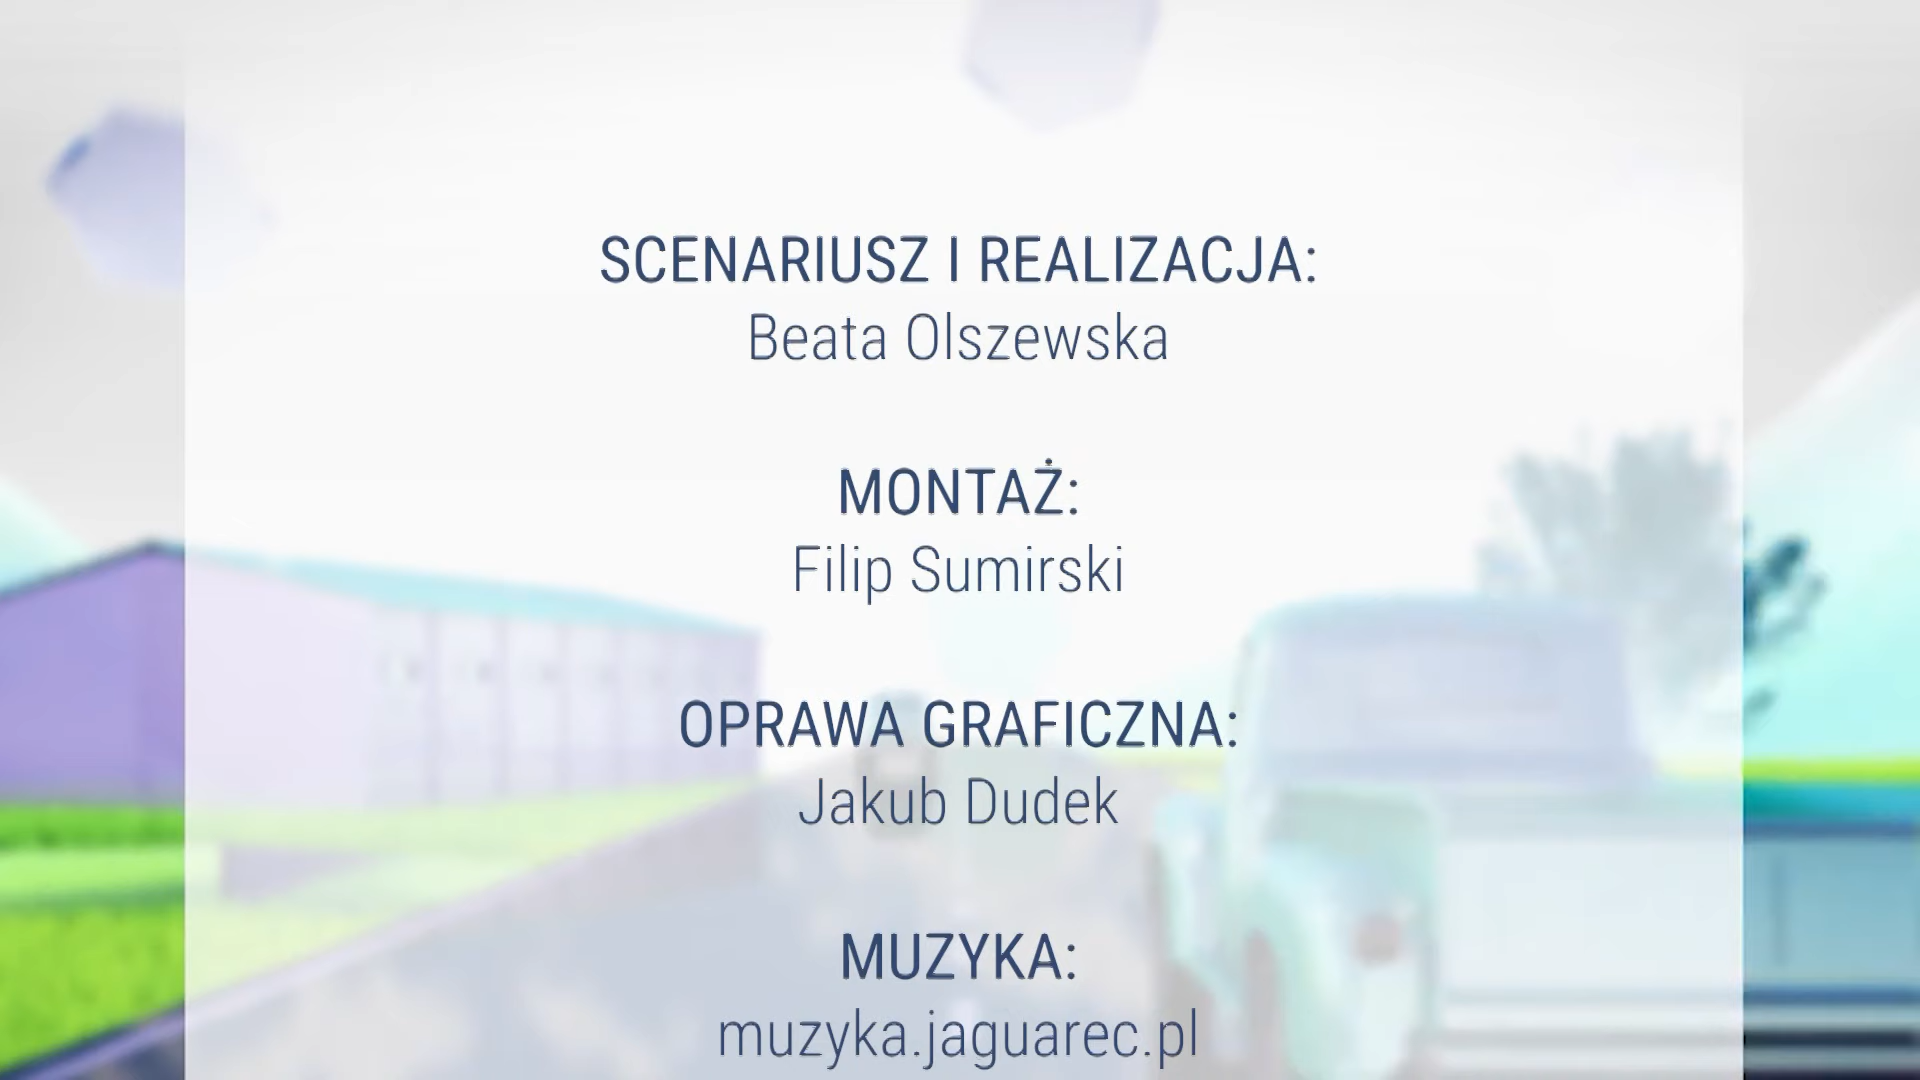 SCENARIUSZ I REALIZACJA:
Beata Olszewska
MONTAŻ:
Filip Sumirski
OPRAWA GRAFICZNA:
Jakub Dudek
MUZYKA:
muzyka.jaguarec.pl